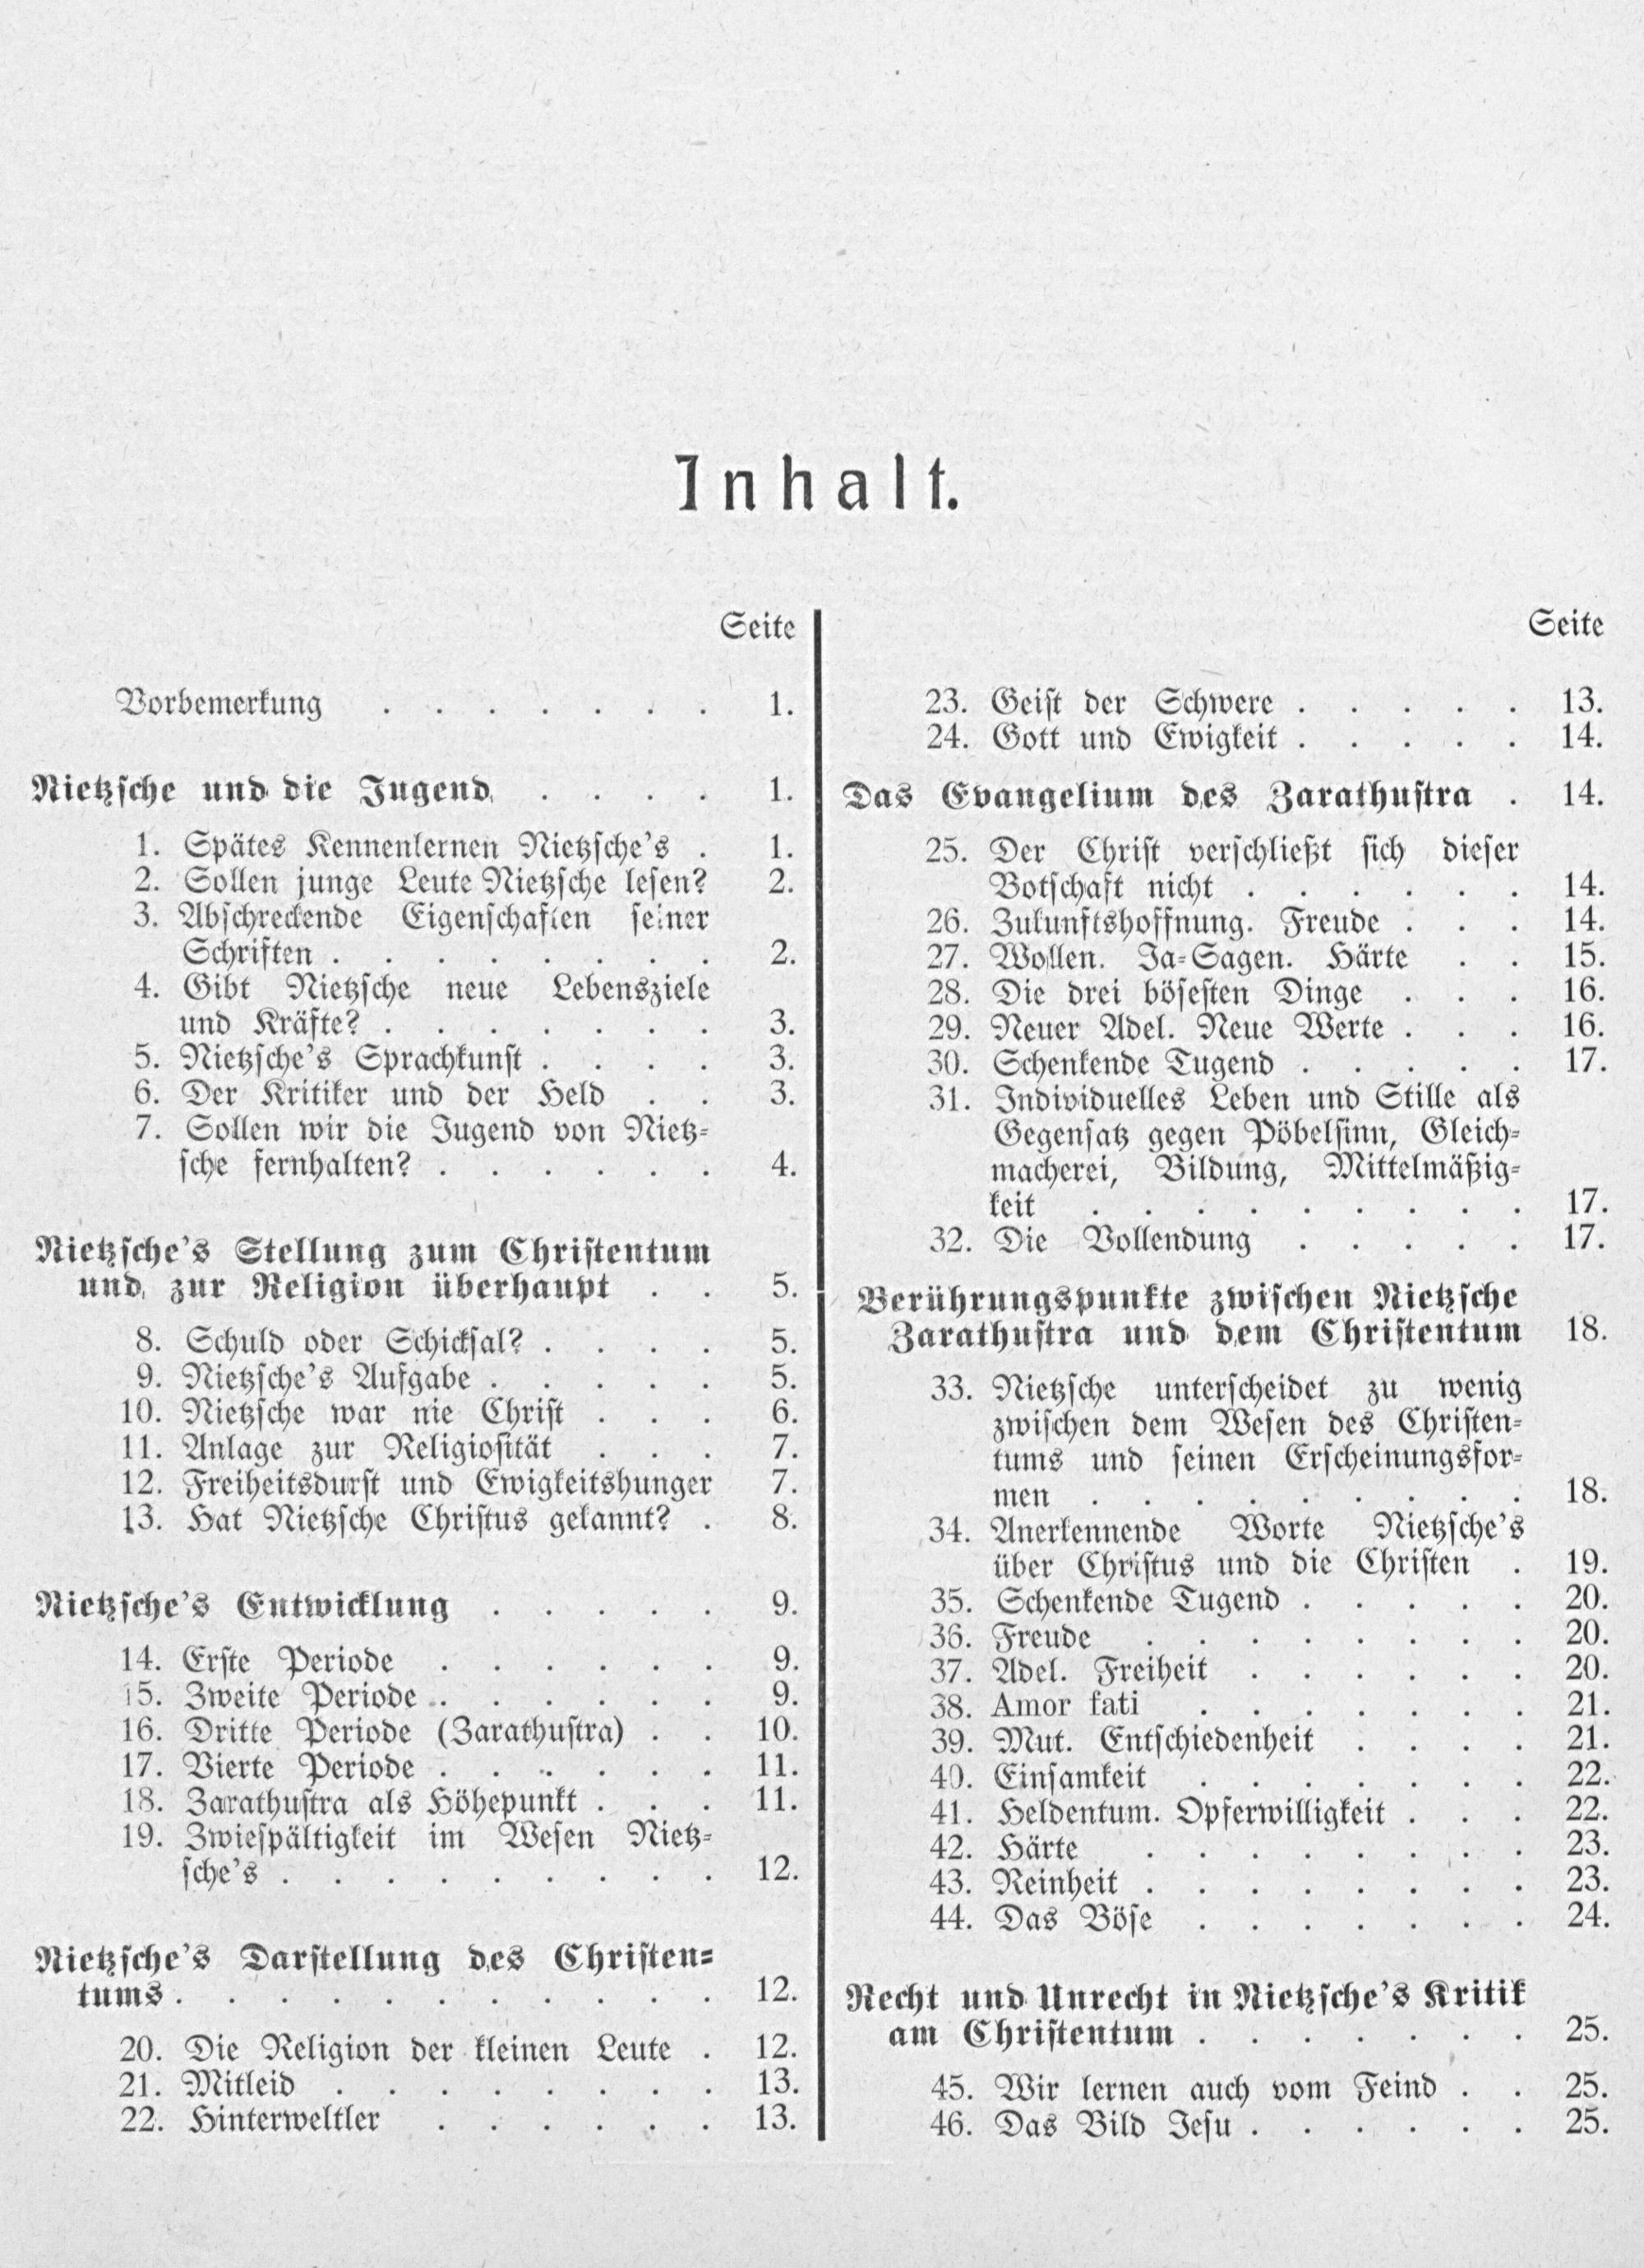 Inhalt.
Seite
Vorbemerkung . . . . . . . 1.
Nietzsche und die Jugend . . . . 1.
1. Spätes Kennenlernen Nietzsche's . 1.
2. Sollen junge Leute Nietzsche lesen? 2.
3. Abschreckende Eigenschaften seiner
Schriften . . . . . . . . 2.
4. Gibt Nietzsche neue Lebensziele
und Kräfte? . . . . . . . 3.
5. Nietzsche's Sprachkunst . . . . 3.
6. Der Kritiker und der Held . . 3.
7. Sollen wir die Jugend von Nietz-
sche fernhalten? . . . . . . 4.
Nietzsche's Stellung zum Christentum
und zur Religion überhaupt . . 5.
8. Schuld oder Schicksal? . . . . 5.
9. Nietzsche's Aufgabe . . . . . 5.
10. Nietzsche war nie Christ . . . 6.
11. Anlage zur Religiosität . . . 7.
12. Freiheitsdurst und Ewigkeitshunger 7.
13. Hat Nietzsche Christus gekannt? . 8.
Nietzsche's Entwicklung . . . . . 9.
14. Erste Periode . . . . . . 9.
15. Zweite Periode . . . . . . 9.
16. Dritte Periode (Zarathustra) . . 10.
17. Vierte Periode . . . . . . 11.
18. Zarathustra als Höhepunkt . . . 11.
19. Zwiespältigkeit im Wesen Nietz-
sche's . . . . . . . . . 12.
Nietzsche's Darstellung des Christen-
tums . . . . . . . . . . . 12.
20. Die Religion der kleinen Leute . 12.
21. Mitleid . . . . . . . . 13.
22. Hinterweltler . . . . . . 13.
Seite
23. Geist der Schwere . . . . . 13.
24. Gott und Ewigkeit . . . . . 14.
Das Evangelium des Zarathustra . 14.
25. Der Christ verschließt sich dieser
Botschaft nicht . . . . . . 14.
26. Zukunftshoffnung. Freude . . . 14.
27. Wollen. Ja-Sagen. Härte . . 15.
28. Die drei bösesten Dinge . . . 16.
29. Neuer Adel. Neue Werte . . . 16.
30. Schenkende Tugend . . . . . 17.
31. Individuelles Leben und Stille als
Gegensatz gegen Pöbelsinn, Gleich-
macherei, Bildung, Mittelmäßig-
keit . . . . . . . . . 17.
32. Die Vollendung . . . . . 17.
Berührungspunkte zwischen Nietzsche
Zarathustra und dem Christentum 18.
33. Nietzsche unterscheidet zu wenig
zwischen dem Wesen des Christen-
tums und seinen Erscheinungsfor-
men . . . . . . . . . 18.
34. Anerkennende Worte Nietzsche's
über Christus und die Christen . 19.
35. Schenkende Tugend . . . . . 20.
36. Freude . . . . . . . . 20.
37. Adel. Freiheit . . . . . . 20.
38. Amor fati . . . . . . . 21.
39. Mut. Entschiedenheit . . . . 21.
40. Einsamkeit . . . . . . . 22.
41. Heldentum. Opferwilligkeit . . . 22.
42. Härte . . . . . . . . 23.
43. Reinheit . . . . . . . . 23.
44. Das Böse . . . . . . . 24.
Recht und Unrecht in Nietzsche's Kritik
am Christentum . . . . . . . 25.
45. Wir lernen auch vom Feind . . 25.
46. Das Bild Jesu . . . . . . 25.